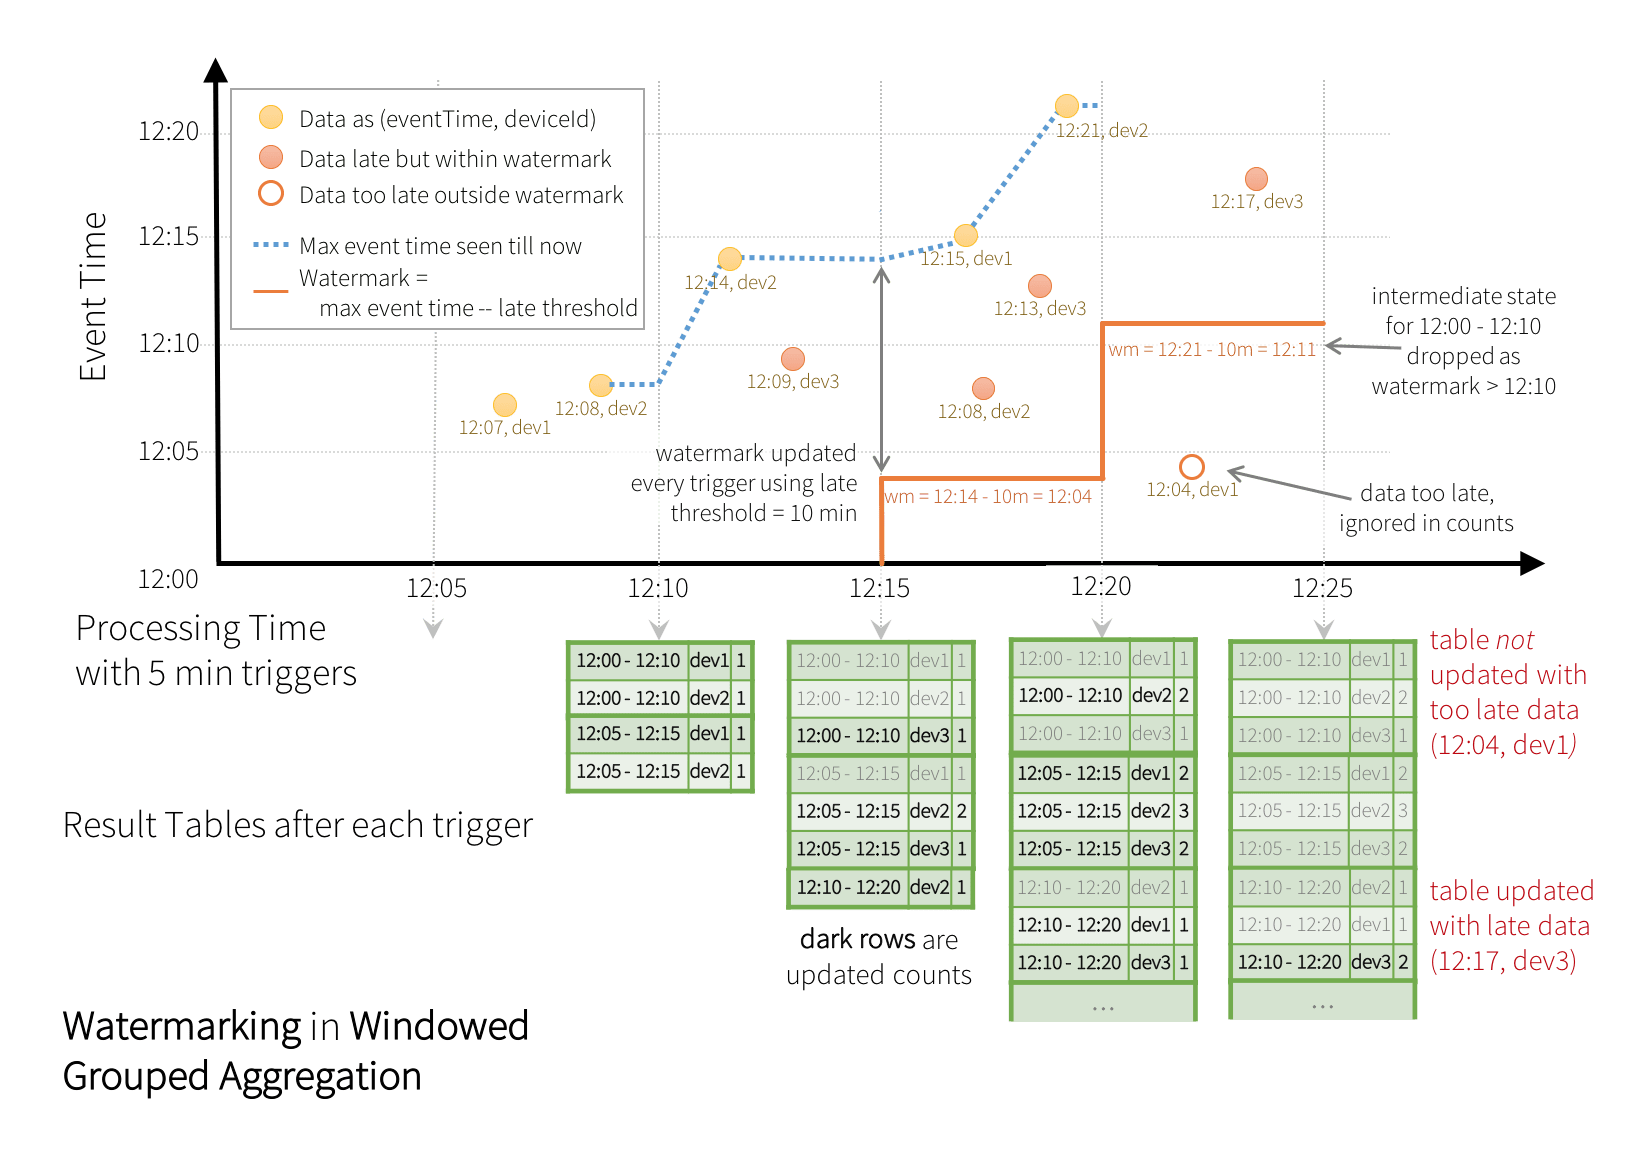 Data as (eventTime, deviceId)
Data late but within watermark
Data too late outside watermark
Max event time seen till now
Watermark =
max event time -- late threshold
Event Time
12:20
12:15
12:10
12:05
12:00
12:07, dev1
12:08, dev2
12:14, dev2
12:09, dev3
12:15, dev1
12:21, dev2
12:13, dev3
12:08, dev2
12:17, dev3
12:04, dev1
watermark updated
every trigger using late
threshold = 10 min
wm = 12:14 - 10m = 12:04
wm = 12:21 - 10m = 12:11
intermediate state
for 12:00 - 12:10
dropped as
watermark > 12:10
data too late,
ignored in counts
12:05
12:10
12:15
12:20
12:25
Processing Time
with 5 min triggers
Result Tables after each trigger
12:00 - 12:10 dev1 1
12:00 - 12:10 dev2 1
12:05 - 12:15 dev1 1
12:05 - 12:15 dev2 1
12:00 - 12:10 dev1 1
12:00 - 12:10 dev2 1
12:00 - 12:10 dev3 1
12:05 - 12:15 dev1 1
12:05 - 12:15 dev2 2
12:05 - 12:15 dev3 1
12:10 - 12:20 dev2 1
dark rows are
updated counts
12:00 - 12:10 dev1 1
12:00 - 12:10 dev2 2
12:00 - 12:10 dev3 1
12:05 - 12:15 dev1 2
12:05 - 12:15 dev2 3
12:05 - 12:15 dev3 2
12:10 - 12:20 dev2 1
12:10 - 12:20 dev1 1
12:10 - 12:20 dev3 1
...
12:00 - 12:10 dev1 1
12:00 - 12:10 dev2 2
12:00 - 12:10 dev3 1
12:05 - 12:15 dev1 2
12:05 - 12:15 dev2 3
12:05 - 12:15 dev3 2
12:10 - 12:20 dev2 1
12:10 - 12:20 dev1 1
12:10 - 12:20 dev3 2
...
table not
updated with
too late data
(12:04, dev1)
table updated
with late data
(12:17, dev3)
Watermarking in Windowed
Grouped Aggregation